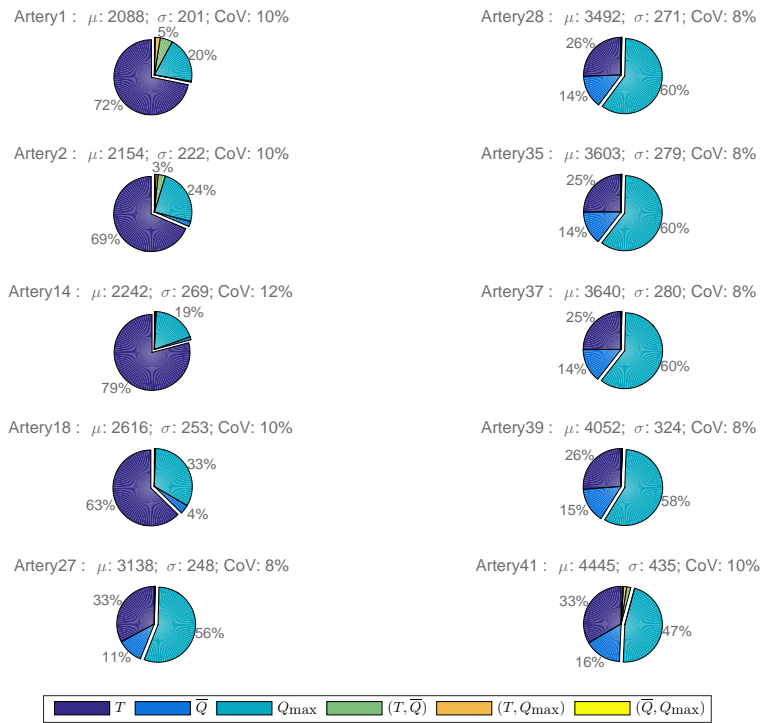 Artery1 : μ: 2088; σ: 201; CoV: 10%
5%
20%
72%
Artery28 : μ: 3492; σ: 271; CoV: 8%
26%
14%
60%
Artery2 : μ: 2154; σ: 222; CoV: 10%
3%
24%
69%
Artery35 : μ: 3603; σ: 279; CoV: 8%
25%
14%
60%
Artery14 : μ: 2242; σ: 269; CoV: 12%
19%
79%
Artery37 : μ: 3640; σ: 280; CoV: 8%
25%
14%
60%
Artery18 : μ: 2616; σ: 253; CoV: 10%
33%
63%
4%
Artery39 : μ: 4052; σ: 324; CoV: 8%
26%
15%
58%
Artery27 : μ: 3138; σ: 248; CoV: 8%
33%
56%
11%
Artery41 : μ: 4445; σ: 435; CoV: 10%
33%
47%
16%
T Q̅ Qmax (T, Q̅) (T, Qmax) (Q̅, Qmax)